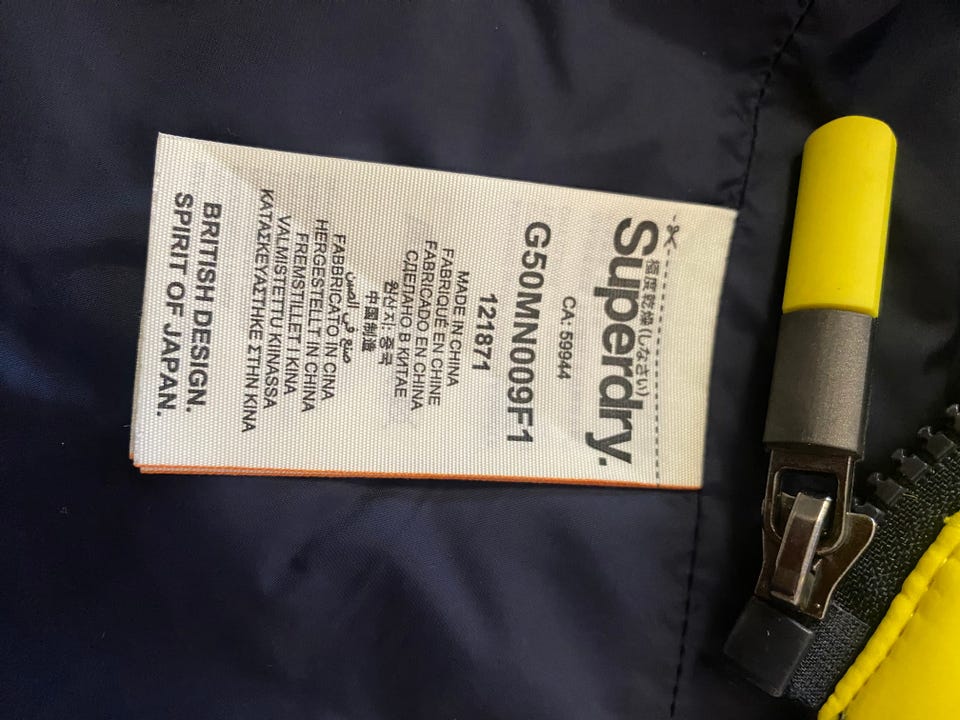 極度乾燥(しなさい)
Superdry.
CA: 59944
G50MN009F1
121871
MADE IN CHINA
FABRIQUÉ EN CHINE
FABRICADO EN CHINA
СДЕЛАНО В КИТАЕ
원산지: 중국
中国制造
صنع في الصين
FABBRICATO IN CINA
HERGESTELLT IN CHINA
FREMSTILLET I KINA
VALMISTETTU KIINASSA
ΚΑΤΑΣΚΕΥΑΣΤΗΚΕ ΣΤΗΝ ΚΙΝΑ
BRITISH DESIGN.
SPIRIT OF JAPAN.